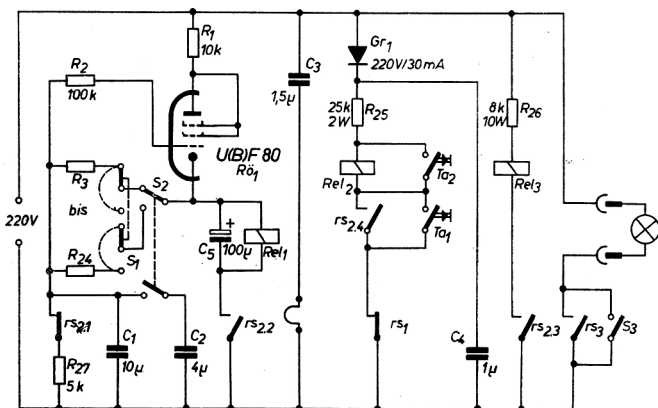 R1
10k
R2
100k
C3
1,5µ
Gr1
220V/30mA
25k
2W
R25
8k
10W
R26
U(B)F 80
Rö1
R3
S2
bis
S1
R24
220V
C5
+
100µ
Rel1
Rel2
Ta2
rs2.4
Ta1
Rel3
rs2.1
R27
5k
C1
10µ
C2
4µ
rs2.2
rs1
C4
1µ
rs2.3
rs3
S3